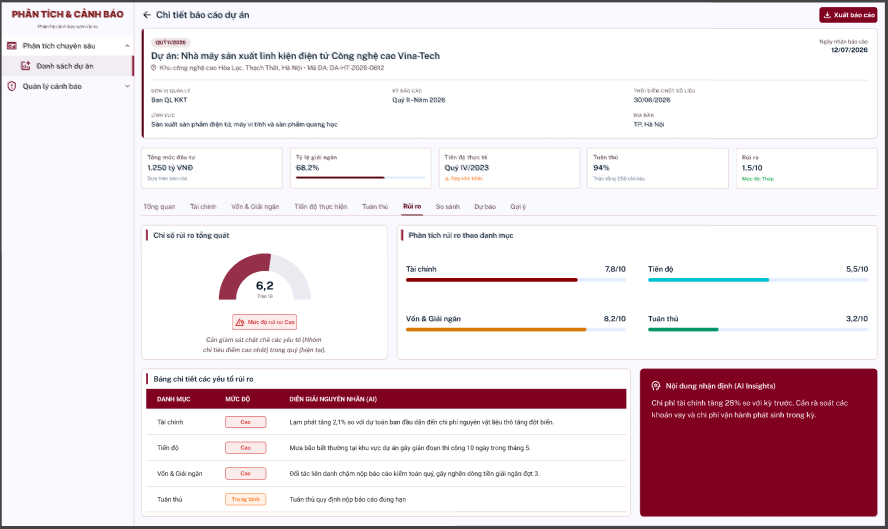 PHÂN TÍCH & CẢNH BÁO
Phân tích chuyên sâu
Danh sách dự án
Quản lý cảnh báo
Chi tiết báo cáo dự án
Xuất báo cáo
QUÝ II/2026
Ngày nhận báo cáo
12/07/2026
Dự án: Nhà máy sản xuất linh kiện điện tử Công nghệ cao Vina-Tech
Khu công nghệ cao Hòa Lạc, Thạch Thất, Hà Nội • Mã DA: DA-HT-2026-0812
ĐƠN VỊ QUẢN LÝ
KỲ BÁO CÁO
THỜI ĐIỂM CHỐT SỐ LIỆU
Ban QL KKT
Quý II - Năm 2026
30/06/2026
LĨNH VỰC
ĐỊA BÀN
Sản xuất sản phẩm điện tử, máy vi tính và sản phẩm quang học
TP. Hà Nội
Tổng mức đầu tư
1.250 tỷ VNĐ
Dựa trên báo cáo
Tỷ lệ giải ngân
68,2%
Tiến độ thực tế
Quý IV/2023
Gặp khó khăn
Tuân thủ
94%
Trên tổng 250 chỉ tiêu
Rủi ro
1,5/10
Mức độ: Thấp
Tổng quan
Tài chính
Vốn & Giải ngân
Tiến độ thực hiện
Tuân thủ
Rủi ro
So sánh
Dự báo
Gợi ý
Chỉ số rủi ro tổng quát
6,2
Trên 10
Mức độ rủi ro: Cao
Cần giám sát chặt chẽ các yếu tố [Nhóm
chỉ tiêu điểm cao nhất] trong quý [hiện tại].
Phân tích rủi ro theo danh mục
Tài chính
7,8/10
Tiến độ
5,5/10
Vốn & Giải ngân
8,2/10
Tuân thủ
3,2/10
Bảng chi tiết các yếu tố rủi ro
DANH MỤC
MỨC ĐỘ
DIỄN GIẢI NGUYÊN NHÂN (AI)
Tài chính
Cao
Lạm phát tăng 2,1% so với dự toán ban đầu dẫn đến chi phí nguyên vật liệu thô tăng đột biến.
Tiến độ
Cao
Mưa bão bất thường tại khu vực dự án gây gián đoạn thi công 10 ngày trong tháng 5.
Vốn & Giải ngân
Cao
Đối tác liên danh chậm nộp báo cáo kiểm toán quý, gây nghẽn dòng tiền giải ngân đợt 3.
Tuân thủ
Trung bình
Tuân thủ quy định nộp báo cáo đúng hạn
Nội dung nhận định (AI Insights)
Chi phí tài chính tăng 28% so với kỳ trước. Cần rà soát các
khoản vay và chi phí vận hành phát sinh trong kỳ.